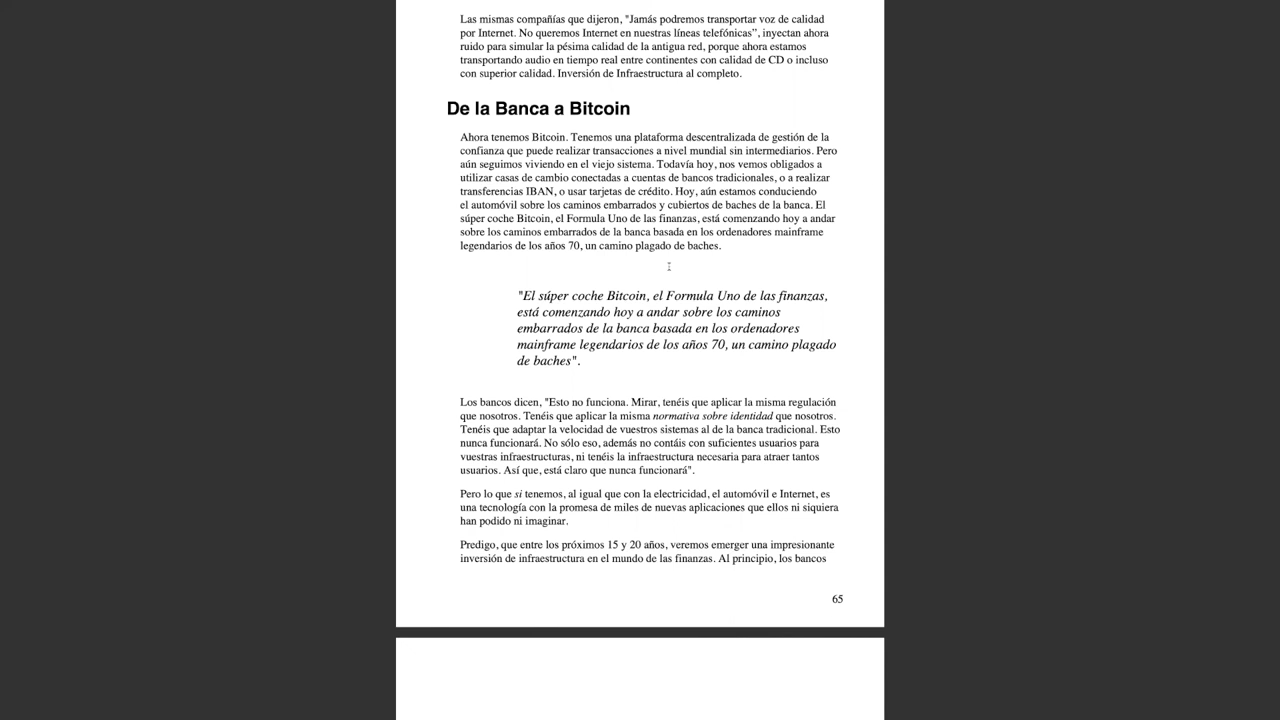 Las mismas compañías que dijeron, "Jamás podremos transportar voz de calidad
por Internet. No queremos Internet en nuestras líneas telefónicas”, inyectan ahora
ruido para simular la pésima calidad de la antigua red, porque ahora estamos
transportando audio en tiempo real entre continentes con calidad de CD o incluso
con superior calidad. Inversión de Infraestructura al completo.
De la Banca a Bitcoin
Ahora tenemos Bitcoin. Tenemos una plataforma descentralizada de gestión de la
confianza que puede realizar transacciones a nivel mundial sin intermediarios. Pero
aún seguimos viviendo en el viejo sistema. Todavía hoy, nos vemos obligados a
utilizar casas de cambio conectadas a cuentas de bancos tradicionales, o a realizar
transferencias IBAN, o usar tarjetas de crédito. Hoy, aún estamos conduciendo
el automóvil sobre los caminos embarrados y cubiertos de baches de la banca. El
súper coche Bitcoin, el Formula Uno de las finanzas, está comenzando hoy a andar
sobre los caminos embarrados de la banca basada en los ordenadores mainframe
legendarios de los años 70, un camino plagado de baches.
"El súper coche Bitcoin, el Formula Uno de las finanzas,
está comenzando hoy a andar sobre los caminos
embarrados de la banca basada en los ordenadores
mainframe legendarios de los años 70, un camino plagado
de baches".
Los bancos dicen, "Esto no funciona. Mirar, tenéis que aplicar la misma regulación
que nosotros. Tenéis que aplicar la misma normativa sobre identidad que nosotros.
Tenéis que adaptar la velocidad de vuestros sistemas al de la banca tradicional. Esto
nunca funcionará. No sólo eso, además no contáis con suficientes usuarios para
vuestras infraestructuras, ni tenéis la infraestructura necesaria para atraer tantos
usuarios. Así que, está claro que nunca funcionará".
Pero lo que si tenemos, al igual que con la electricidad, el automóvil e Internet, es
una tecnología con la promesa de miles de nuevas aplicaciones que ellos ni siquiera
han podido ni imaginar.
Predigo, que entre los próximos 15 y 20 años, veremos emerger una impresionante
inversión de infraestructura en el mundo de las finanzas. Al principio, los bancos
65